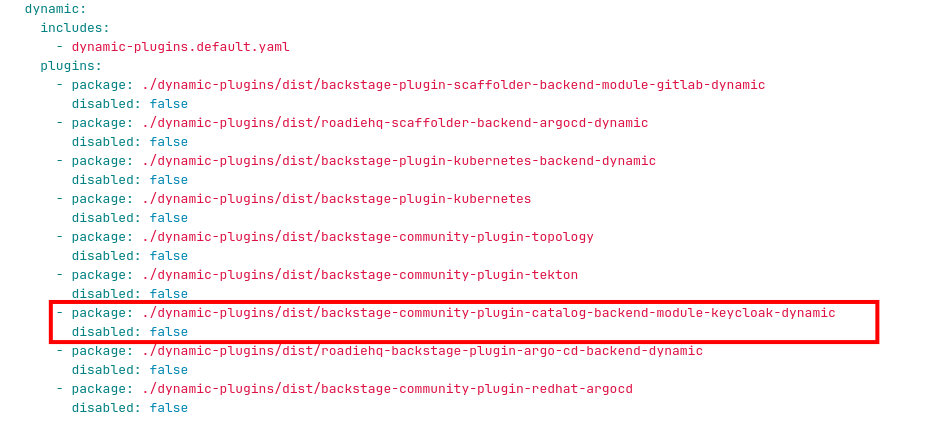 dynamic:
includes:
- dynamic-plugins.default.yaml
plugins:
- package: ./dynamic-plugins/dist/backstage-plugin-scaffolder-backend-module-gitlab-dynamic
disabled: false
- package: ./dynamic-plugins/dist/roadiehq-scaffolder-backend-argocd-dynamic
disabled: false
- package: ./dynamic-plugins/dist/backstage-plugin-kubernetes-backend-dynamic
disabled: false
- package: ./dynamic-plugins/dist/backstage-plugin-kubernetes
disabled: false
- package: ./dynamic-plugins/dist/backstage-community-plugin-topology
disabled: false
- package: ./dynamic-plugins/dist/backstage-community-plugin-tekton
disabled: false
- package: ./dynamic-plugins/dist/backstage-community-plugin-catalog-backend-module-keycloak-dynamic
disabled: false
- package: ./dynamic-plugins/dist/roadiehq-backstage-plugin-argo-cd-backend-dynamic
disabled: false
- package: ./dynamic-plugins/dist/backstage-community-plugin-redhat-argocd
disabled: false